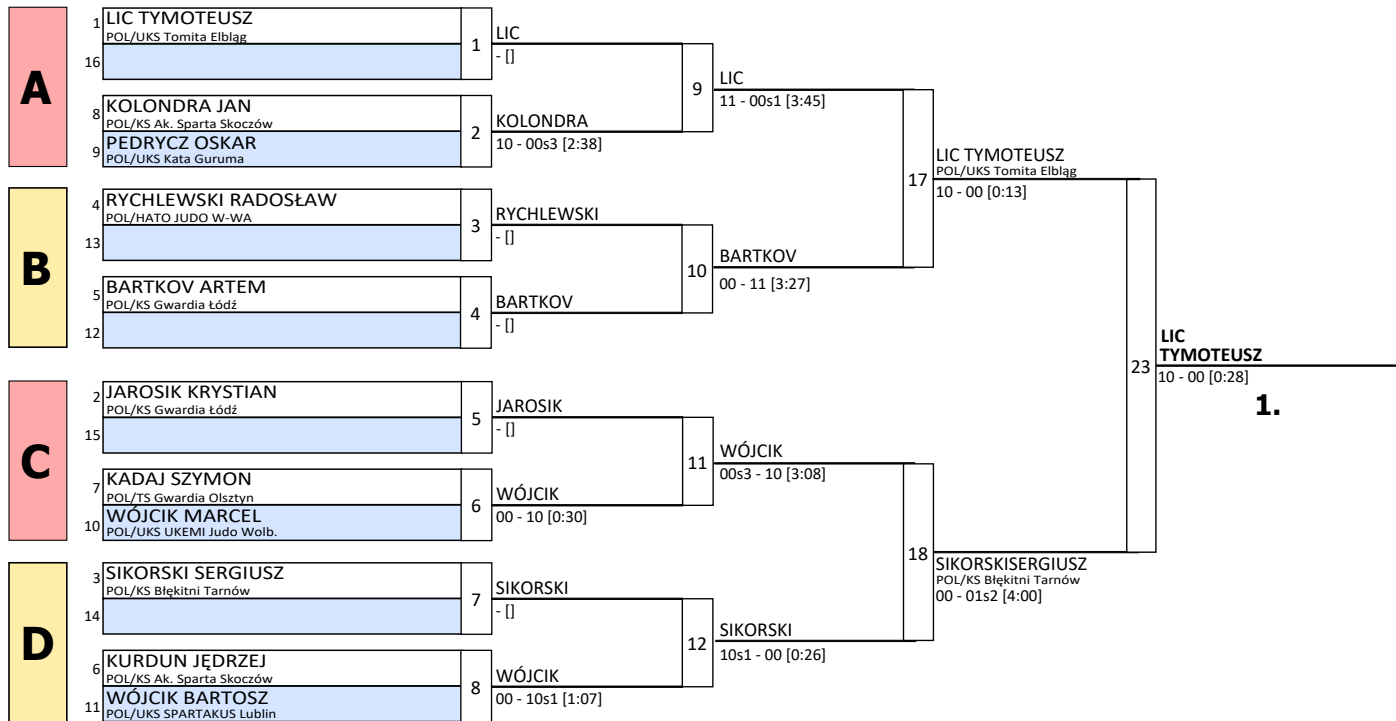 A
1
LIC TYMOTEUSZ
POL/UKS Tomita Elbląg
16
1
LIC
- []
8
KOLONDRA JAN
POL/KS Ak. Sparta Skoczów
9
PEDRYCZ OSKAR
POL/UKS Kata Guruma
2
KOLONDRA
10 - 00s3 [2:38]
9
LIC
11 - 00s1 [3:45]
B
4
RYCHLEWSKI RADOSŁAW
POL/HATO JUDO W-WA
13
3
RYCHLEWSKI
- []
5
BARTKOV ARTEM
POL/KS Gwardia Łódź
12
4
BARTKOV
- []
10
BARTKOV
00 - 11 [3:27]
17
LIC TYMOTEUSZ
POL/UKS Tomita Elbląg
10 - 00 [0:13]
C
2
JAROSIK KRYSTIAN
POL/KS Gwardia Łódź
15
5
JAROSIK
- []
7
KADAJ SZYMON
POL/TS Gwardia Olsztyn
10
WÓJCIK MARCEL
POL/UKS UKEMI Judo Wolb.
6
WÓJCIK
00 - 10 [0:30]
11
WÓJCIK
00s3 - 10 [3:08]
D
3
SIKORSKI SERGIUSZ
POL/KS Błękitni Tarnów
14
7
SIKORSKI
- []
6
KURDUN JĘDRZEJ
POL/KS Ak. Sparta Skoczów
11
WÓJCIK BARTOSZ
POL/UKS SPARTAKUS Lublin
8
WÓJCIK
00 - 10s1 [1:07]
12
SIKORSKI
10s1 - 00 [0:26]
18
SIKORSKISERGIUSZ
POL/KS Błękitni Tarnów
00 - 01s2 [4:00]
23
LIC
TYMOTEUSZ
10 - 00 [0:28]
1.